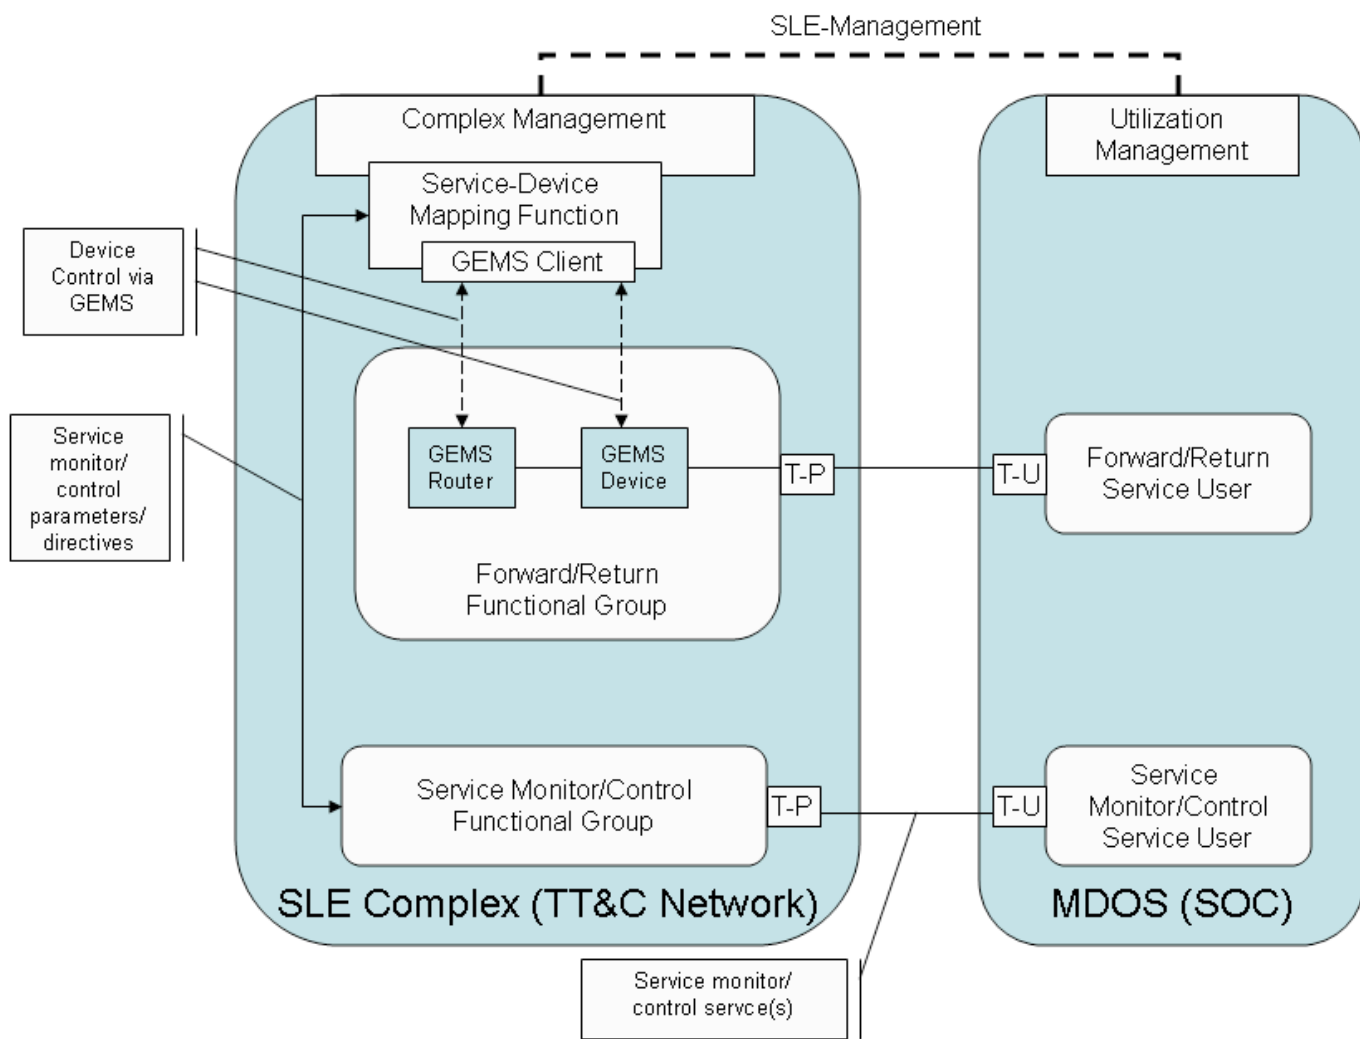 SLE-Management
Complex Management
Utilization
Management
Service-Device
Mapping Function
GEMS Client
Device
Control via
GEMS
Service
monitor/
control
parameters/
directives
GEMS
Router
GEMS
Device
T-P
T-U
Forward/Return
Service User
Forward/Return
Functional Group
Service Monitor/Control
Functional Group
T-P
T-U
Service
Monitor/Control
Service User
SLE Complex (TT&C Network)
MDOS (SOC)
Service monitor/
control servce(s)